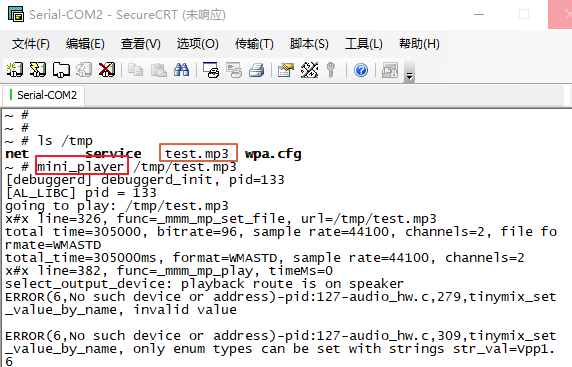 Serial-COM2 - SecureCRT (未响应)
文件(F) 编辑(E) 查看(V) 选项(O) 传输(T) 脚本(S) 工具(L) 帮助(H)
Serial-COM2
~ #
~ #
~ # ls /tmp
net service test.mp3 wpa.cfg
~ # mini_player /tmp/test.mp3
[debuggerd] debuggerd_init, pid=133
[AL_LIBC] pid = 133
going to play: /tmp/test.mp3
x#x line=326, func=_mmm_mp_set_file, url=/tmp/test.mp3
total time=305000, bitrate=96, sample rate=44100, channels=2, file fo
rmate=WMASTD
total_time=305000ms, format=WMASTD, sample rate=44100, channels=2
x#x line=382, func=_mmm_mp_play, timeMs=0
select_output_device: playback route is on speaker
ERROR(6,No such device or address)-pid:127-audio_hw.c,279,tinymix_set
_value_by_name, invalid value
ERROR(6,No such device or address)-pid:127-audio_hw.c,309,tinymix_set
_value_by_name, only enum types can be set with strings str_val=Vpp1.
6